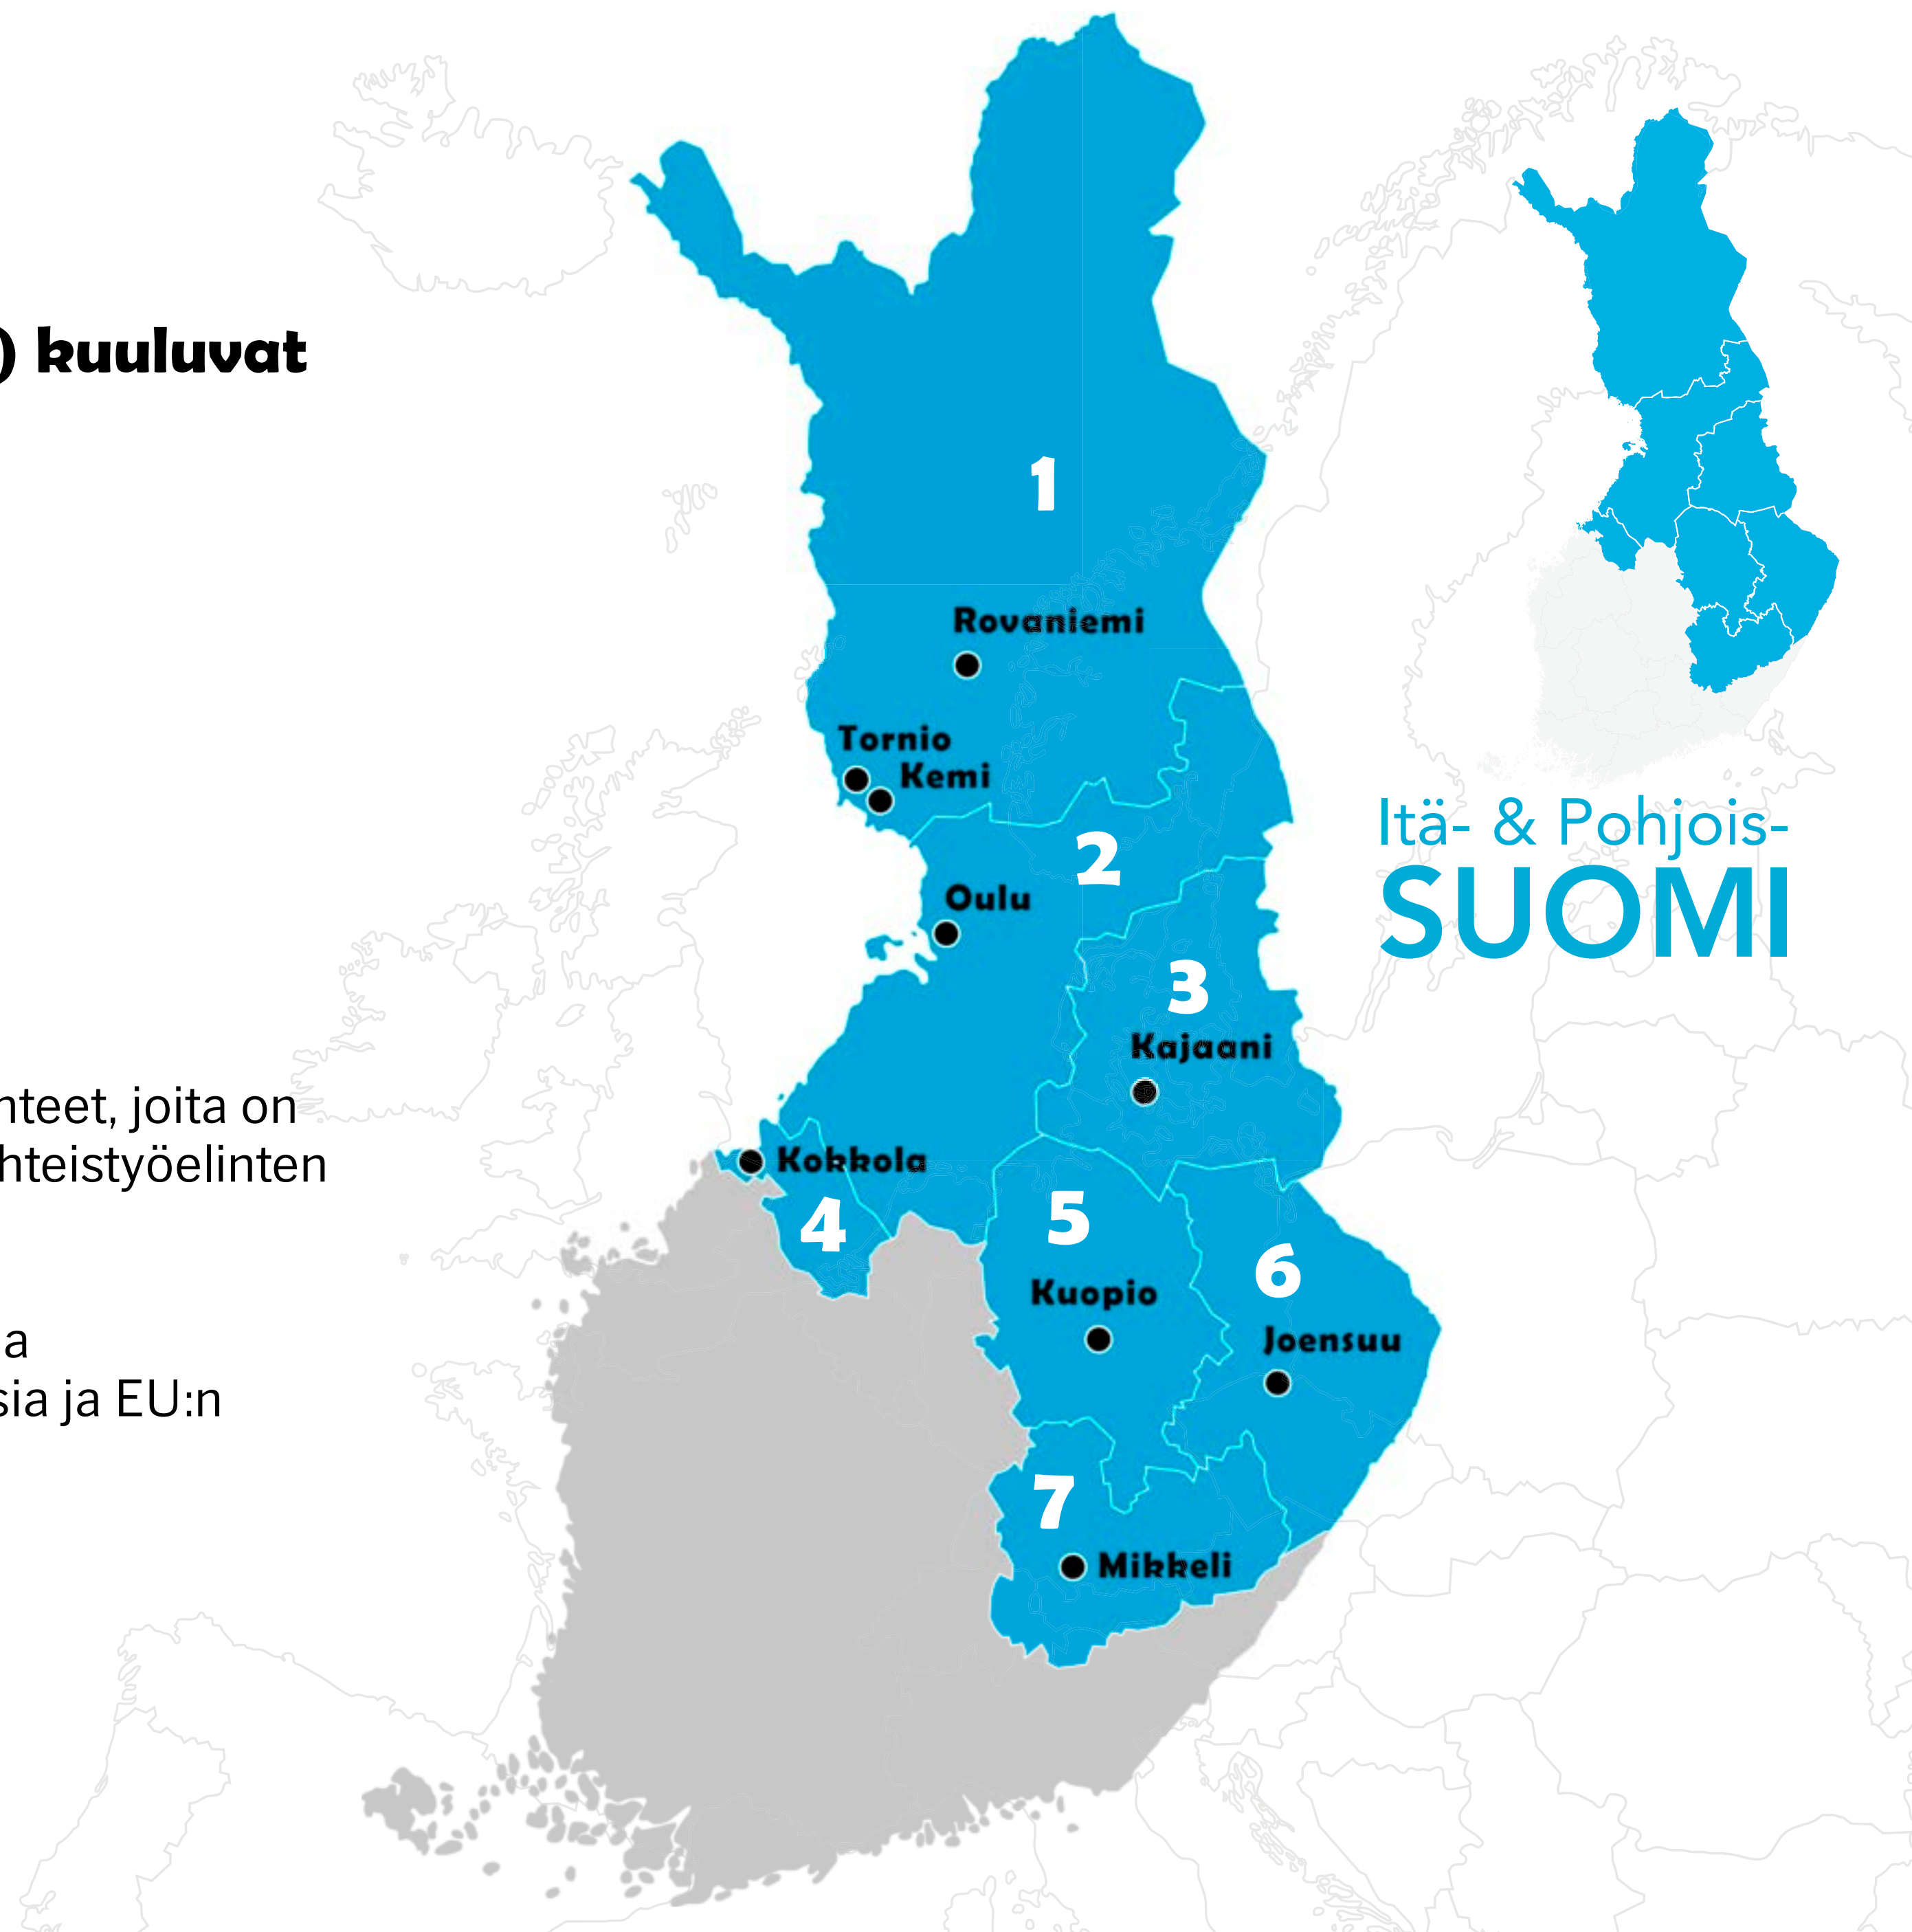 ) kuuluvat
nteet, joita on
hteistyöelinten
a
sia ja EU:n
1
Rovaniemi
Tornio
Kemi
2
Oulu
3
Kajaani
Kokkola
4
5
6
Kuopio
Joensuu
7
Mikkeli
Itä- & Pohjois-
SUOMI